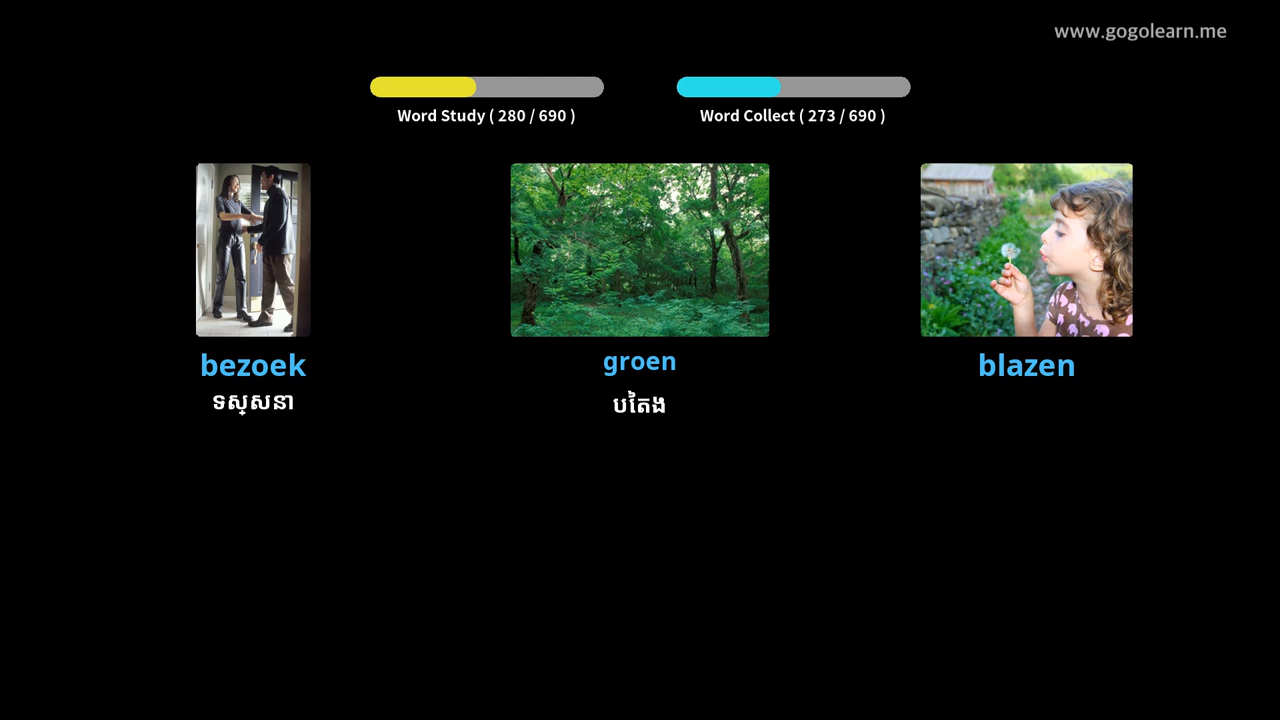 www.gogolearn.me
Word Study ( 280 / 690 )
Word Collect ( 273 / 690 )
bezoek
groen
blazen
ទស្សនា
បៃតង